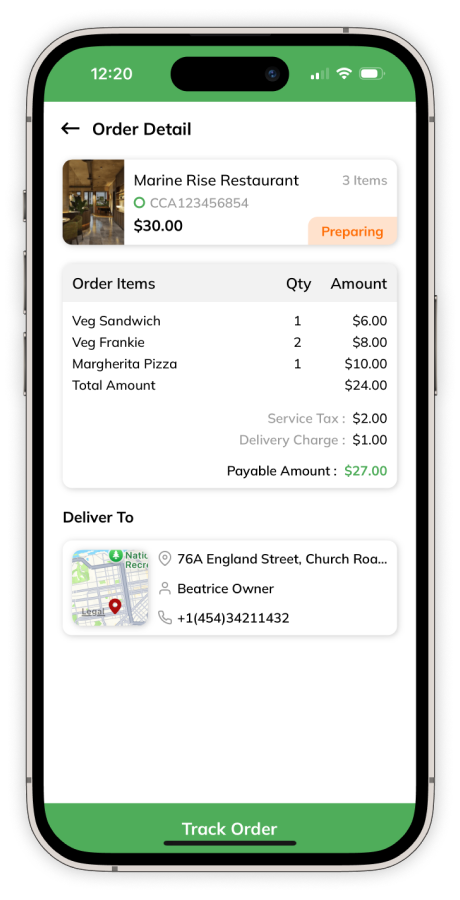 12:20
Order Detail
Marine Rise Restaurant 3 Items
CCA123456854
$30.00
Preparing
Order Items Qty Amount
Veg Sandwich 1 $6.00
Veg Frankie 2 $8.00
Margherita Pizza 1 $10.00
Total Amount $24.00
Service Tax : $2.00
Delivery Charge : $1.00
Payable Amount : $27.00
Deliver To
Natio
Recre
Legal
76A England Street, Church Roa...
Beatrice Owner
+1(454)34211432
Track Order